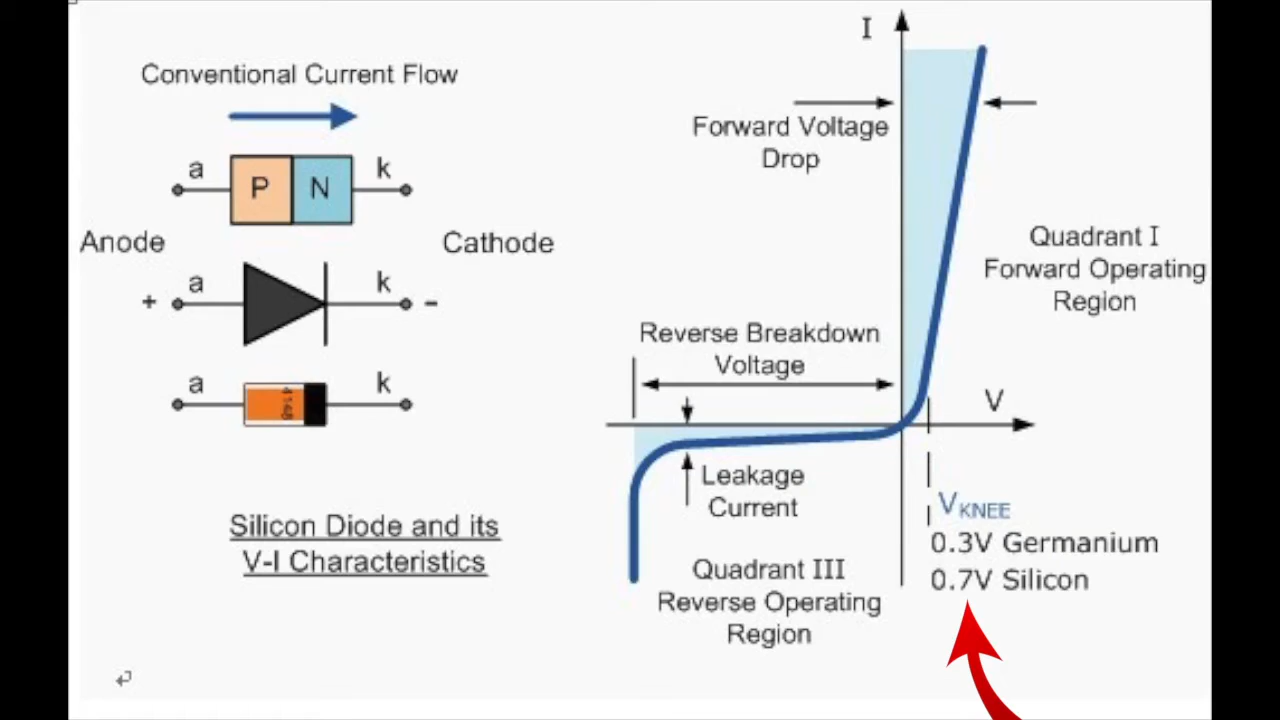 Conventional Current Flow
a
P
N
k
Anode
Cathode
+
a
k
-
a
4148
k
Silicon Diode and its
V-I Characteristics
I
Forward Voltage
Drop
Quadrant I
Forward Operating
Region
Reverse Breakdown
Voltage
V
Leakage
Current
VKNEE
0.3V Germanium
0.7V Silicon
Quadrant III
Reverse Operating
Region